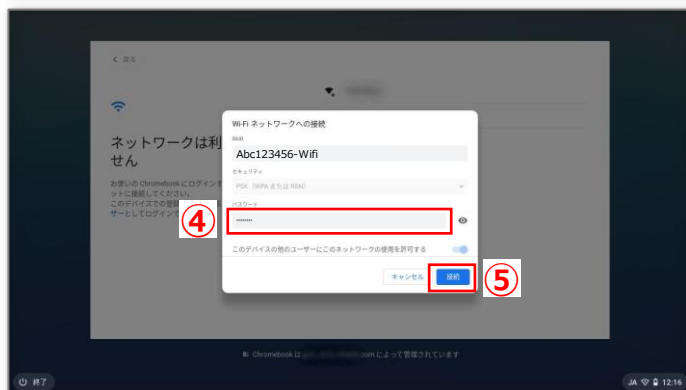 戻る
Wi-Fi ネットワークへの接続
SSID
ネットワークは利
せん
Abc123456-Wifi
セキュリティ
PSK（WPA または RSN）
お使いの Chromebook にログイン
ットに接続してください。
このデバイスでの登録
サーとしてログイン
パスワード
④
このデバイスの他のユーザーにこのネットワークの使用を許可する
キャンセル
接続
⑤
Chromebook は
com によって管理されています
終了
JA
12:16